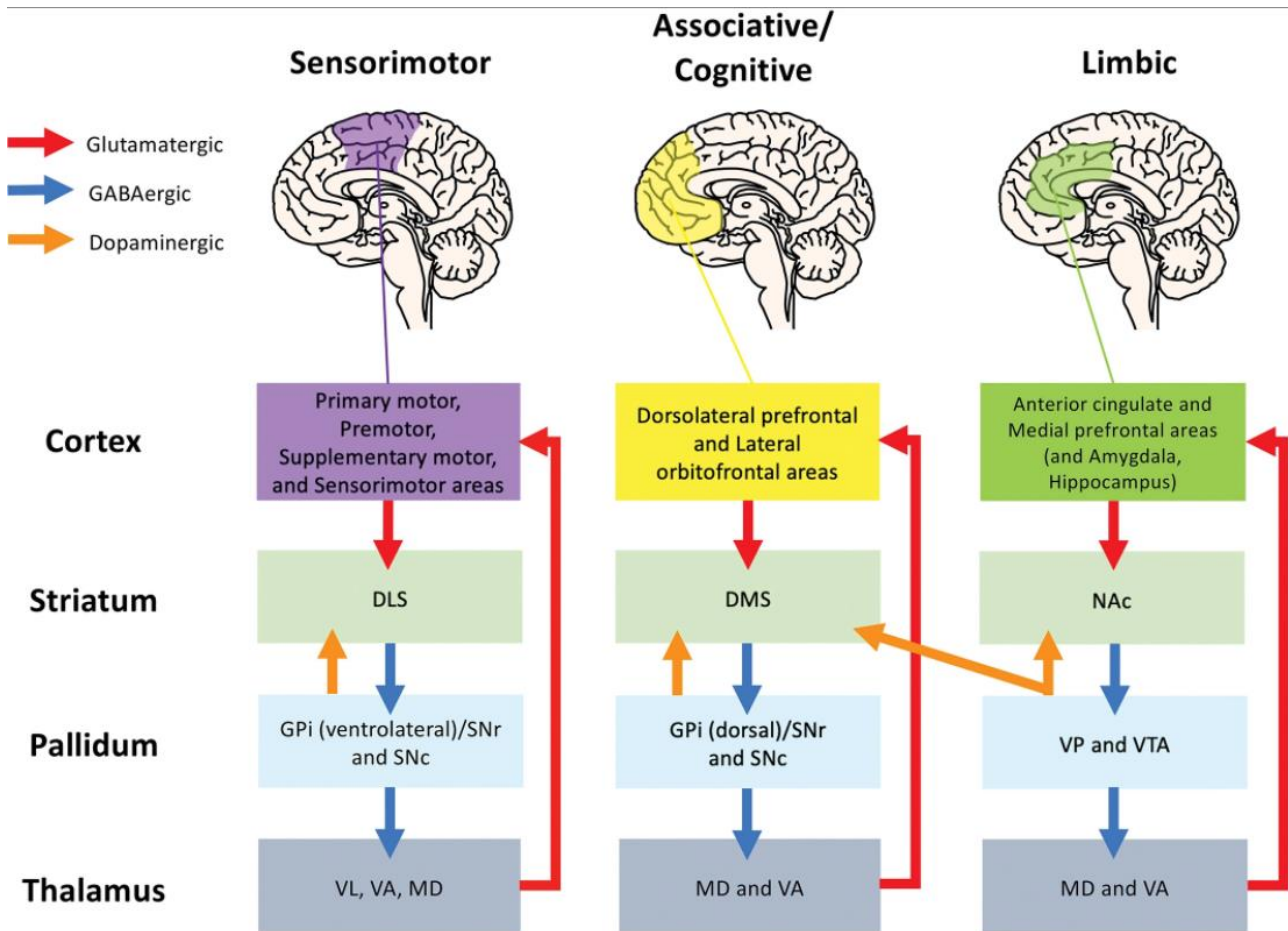 Sensorimotor
Associative/
Cognitive
Limbic
Glutamatergic
GABAergic
Dopaminergic
Cortex
Primary motor,
Premotor,
Supplementary motor,
and Sensorimotor areas
Dorsolateral prefrontal
and Lateral
orbitofrontal areas
Anterior cingulate and
Medial prefrontal areas
(and Amygdala,
Hippocampus)
Striatum
DLS
DMS
NAc
Pallidum
GPi (ventrolateral)/SNr
and SNc
GPi (dorsal)/SNr
and SNc
VP and VTA
Thalamus
VL, VA, MD
MD and VA
MD and VA